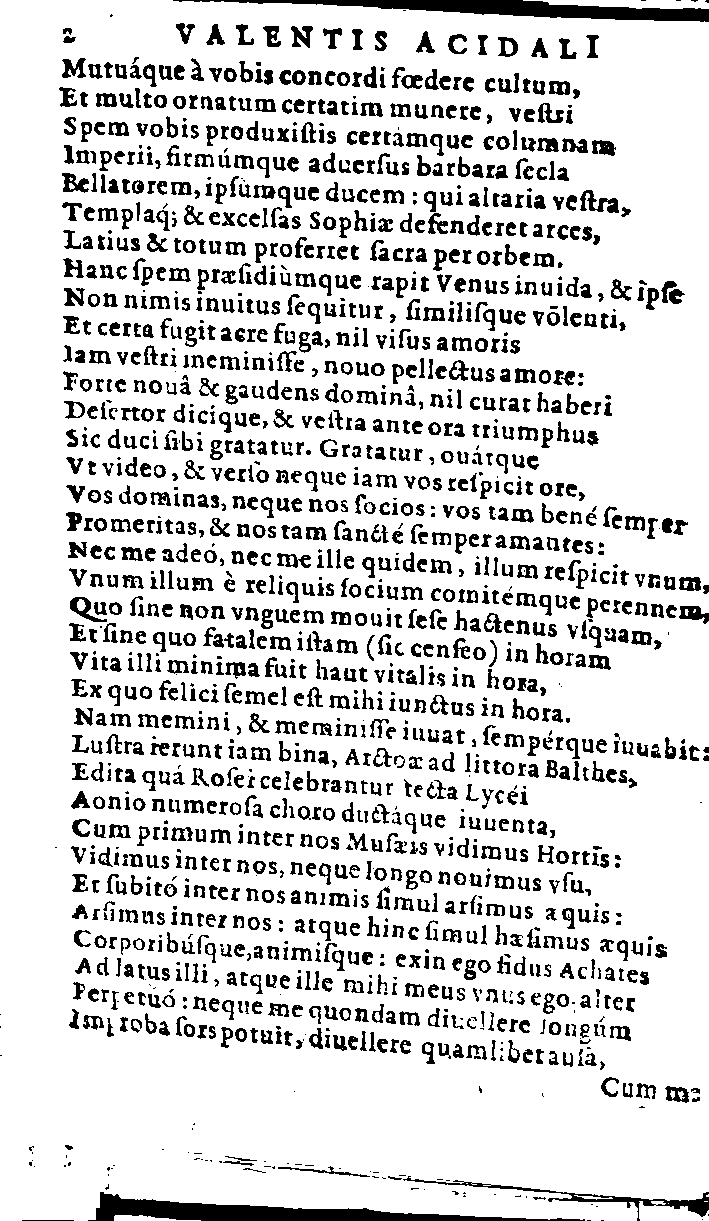 2 VALENTIS ACIDALI
Mutuáque à vobis concordi fœdere cultum,
Et multo ornatum certatim munere, veſtri
Spem vobis produxiſtis certamque columnam
Imperii, firmúmque aduerſus barbara ſecla
Bellatorem, ipſùmque ducem : qui altaria veſtra,
Templaq́; & excelſas Sophiæ defenderet arces,
Latius & totum proferret ſacra per orbem.
Hanc ſpem præſidiùmque rapit Venus inuida, & ipſe
Non nimis inuitus ſequitur, ſimiliſque vōlenti,
Et certa fugit acre fuga, nil viſus amoris
Iam veſtri meminiſſe, nouo pellectus amore:
Forte nouâ & gaudens dominâ, nil curat haberi
Deſertor dicique, & veſtra ante ora triumphus
Sic duci ſibi gratatur. Gratatur, ouátque
Vt video, & verſo neque iam vos reſpicit ore,
Vos dominas, neque nos ſocios: vos tam bené ſemper
Promeritas, & nos tam ſancté ſemper amantes:
Nec me adeó, nec me ille quidem, illum reſpicit vnum,
Vnum illum è reliquis ſocium comitémque perennem,
Quo ſine non vnguem mouit ſeſe hactenus vſquam,
Et ſine quo fatalem iſtam (ſic cenſeo) in horam
Vita illi minima fuit haut vitalis in hora,
Ex quo felici ſemel eſt mihi iunctus in hora.
Nam memini, & meminiſſe iuuat, ſempérque iuuabit:
Luſtra ierunt iam bina, Arctoæ ad littora Balthes,
Edita quá Roſei celebrantur tecta Lycéi
Aonio numeroſa choro ductáque iuuenta,
Cum primum inter nos Muſæis vidimus Hortis:
Vidimus inter nos, neque longo nouimus vſu,
Et ſubitó inter nos animis ſimul arſimus æquis:
Arſimus inter nos: atque hinc ſimul hæſimus æquis
Corporibúſque, animiſque: exin ego fidus Achates
Ad latus illi, atque ille mihi meus vnus ego alter
Perpetuó: neque me quondam diuellere longúm
Improba ſors potuit, diuellere quamlibet auſa,
Cum me